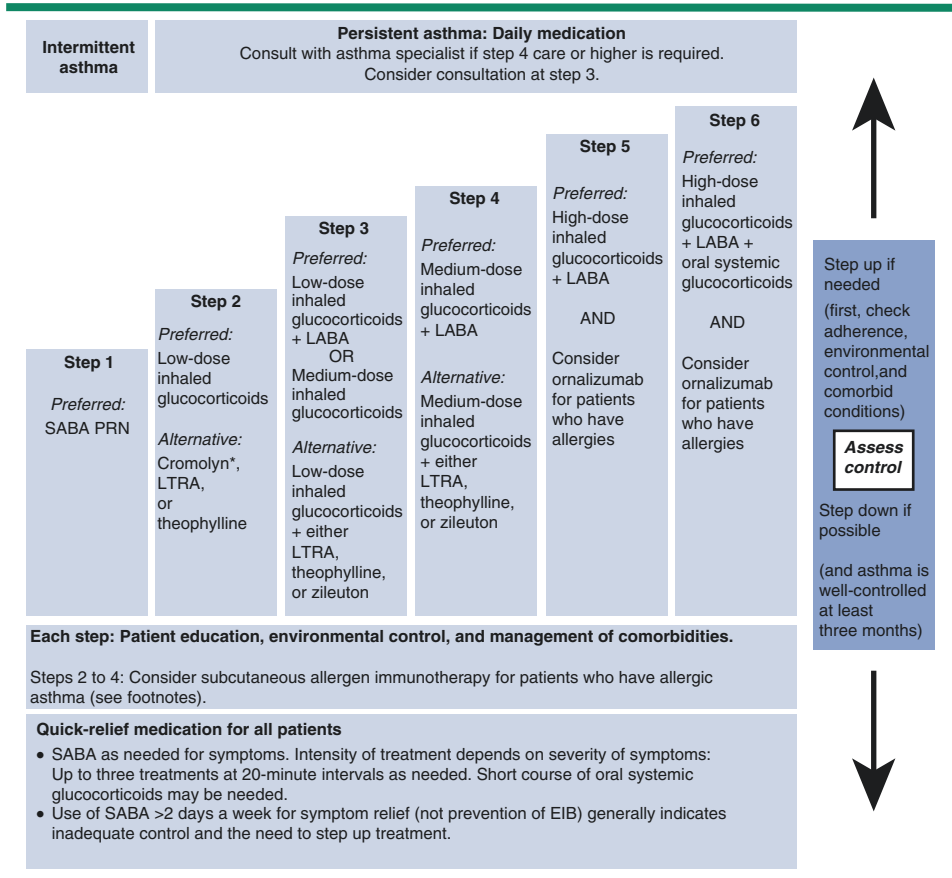 Intermittent
asthma
Persistent asthma: Daily medication
Consult with asthma specialist if step 4 care or higher is required.
Consider consultation at step 3.
Step 1
Preferred:
SABA PRN
Step 2
Preferred:
Low-dose
inhaled
glucocorticoids
Alternative:
Cromolyn*,
LTRA,
or
theophylline
Step 3
Preferred:
Low-dose
inhaled
glucocorticoids
+ LABA
OR
Medium-dose
inhaled
glucocorticoids
Alternative:
Low-dose
inhaled
glucocorticoids
+ either
LTRA,
theophylline,
or zileuton
Step 4
Preferred:
Medium-dose
inhaled
glucocorticoids
+ LABA
Alternative:
Medium-dose
inhaled
glucocorticoids
+ either
LTRA,
theophylline,
or zileuton
Step 5
Preferred:
High-dose
inhaled
glucocorticoids
+ LABA
AND
Consider
ornalizumab
for patients
who have
allergies
Step 6
Preferred:
High-dose
inhaled
glucocorticoids
+ LABA +
oral systemic
glucocorticoids
AND
Consider
ornalizumab
for patients
who have
allergies
Step up if
needed
(first, check
adherence,
environmental
control,and
comorbid
conditions)
Assess
control
Step down if
possible
(and asthma is
well-controlled
at least
three months)
Each step: Patient education, environmental control, and management of comorbidities.
Steps 2 to 4: Consider subcutaneous allergen immunotherapy for patients who have allergic
asthma (see footnotes).
Quick-relief medication for all patients
• SABA as needed for symptoms. Intensity of treatment depends on severity of symptoms:
Up to three treatments at 20-minute intervals as needed. Short course of oral systemic
glucocorticoids may be needed.
• Use of SABA >2 days a week for symptom relief (not prevention of EIB) generally indicates
inadequate control and the need to step up treatment.